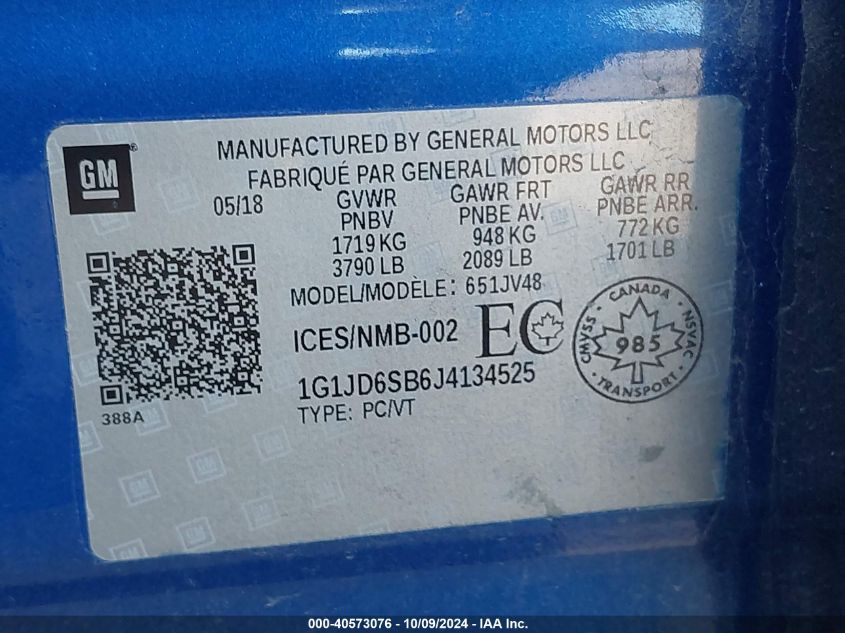 GM
MANUFACTURED BY GENERAL MOTORS LLC
FABRIQUÉ PAR GENERAL MOTORS LLC
05/18
GVWR
PNBV
1719 KG
3790 LB
GAWR FRT
PNBE AV.
948 KG
2089 LB
GAWR RR
PNBE ARR.
772 KG
1701 LB
MODEL/MODÈLE: 651JV48
ICES/NMB-002
EC
CANADA
CMVSS
985
NSVAC
TRANSPORT
1G1JD6SB6J4134525
TYPE: PC/VT
388A
000-40573076 - 10/09/2024 - IAA Inc.